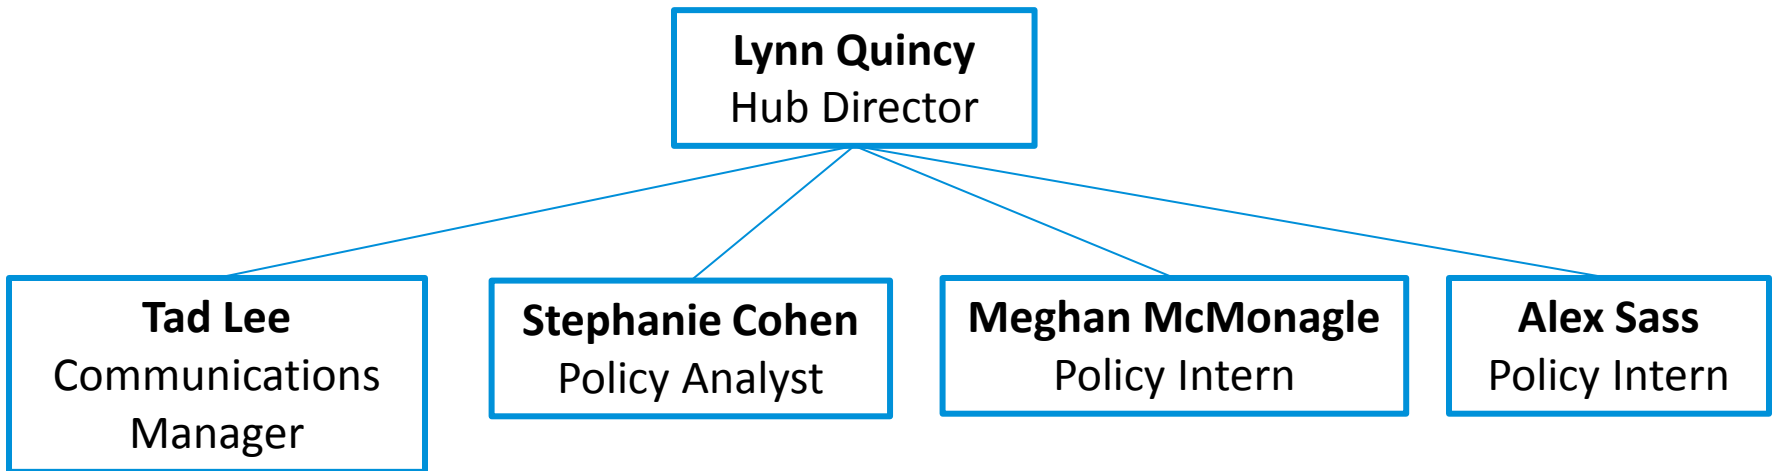 Lynn Quincy
Hub Director
Tad Lee
Communications
Manager
Stephanie Cohen
Policy Analyst
Meghan McMonagle
Policy Intern
Alex Sass
Policy Intern